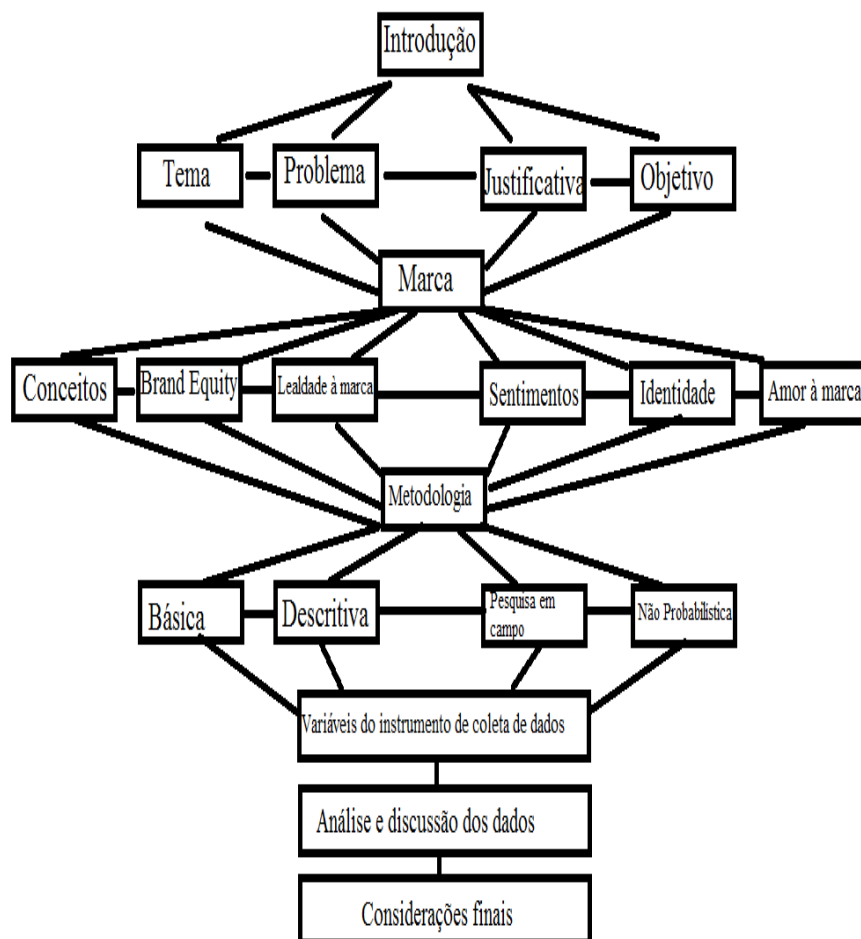 Introdução
Tema
Problema
Justificativa
Objetivo
Marca
Conceitos
Brand Equity
Lealdade à marca
Sentimentos
Identidade
Amor à marca
Metodologia
Básica
Descritiva
Pesquisa em
campo
Não Probabilística
Variáveis do instrumento de coleta de dados
Análise e discussão dos dados
Considerações finais